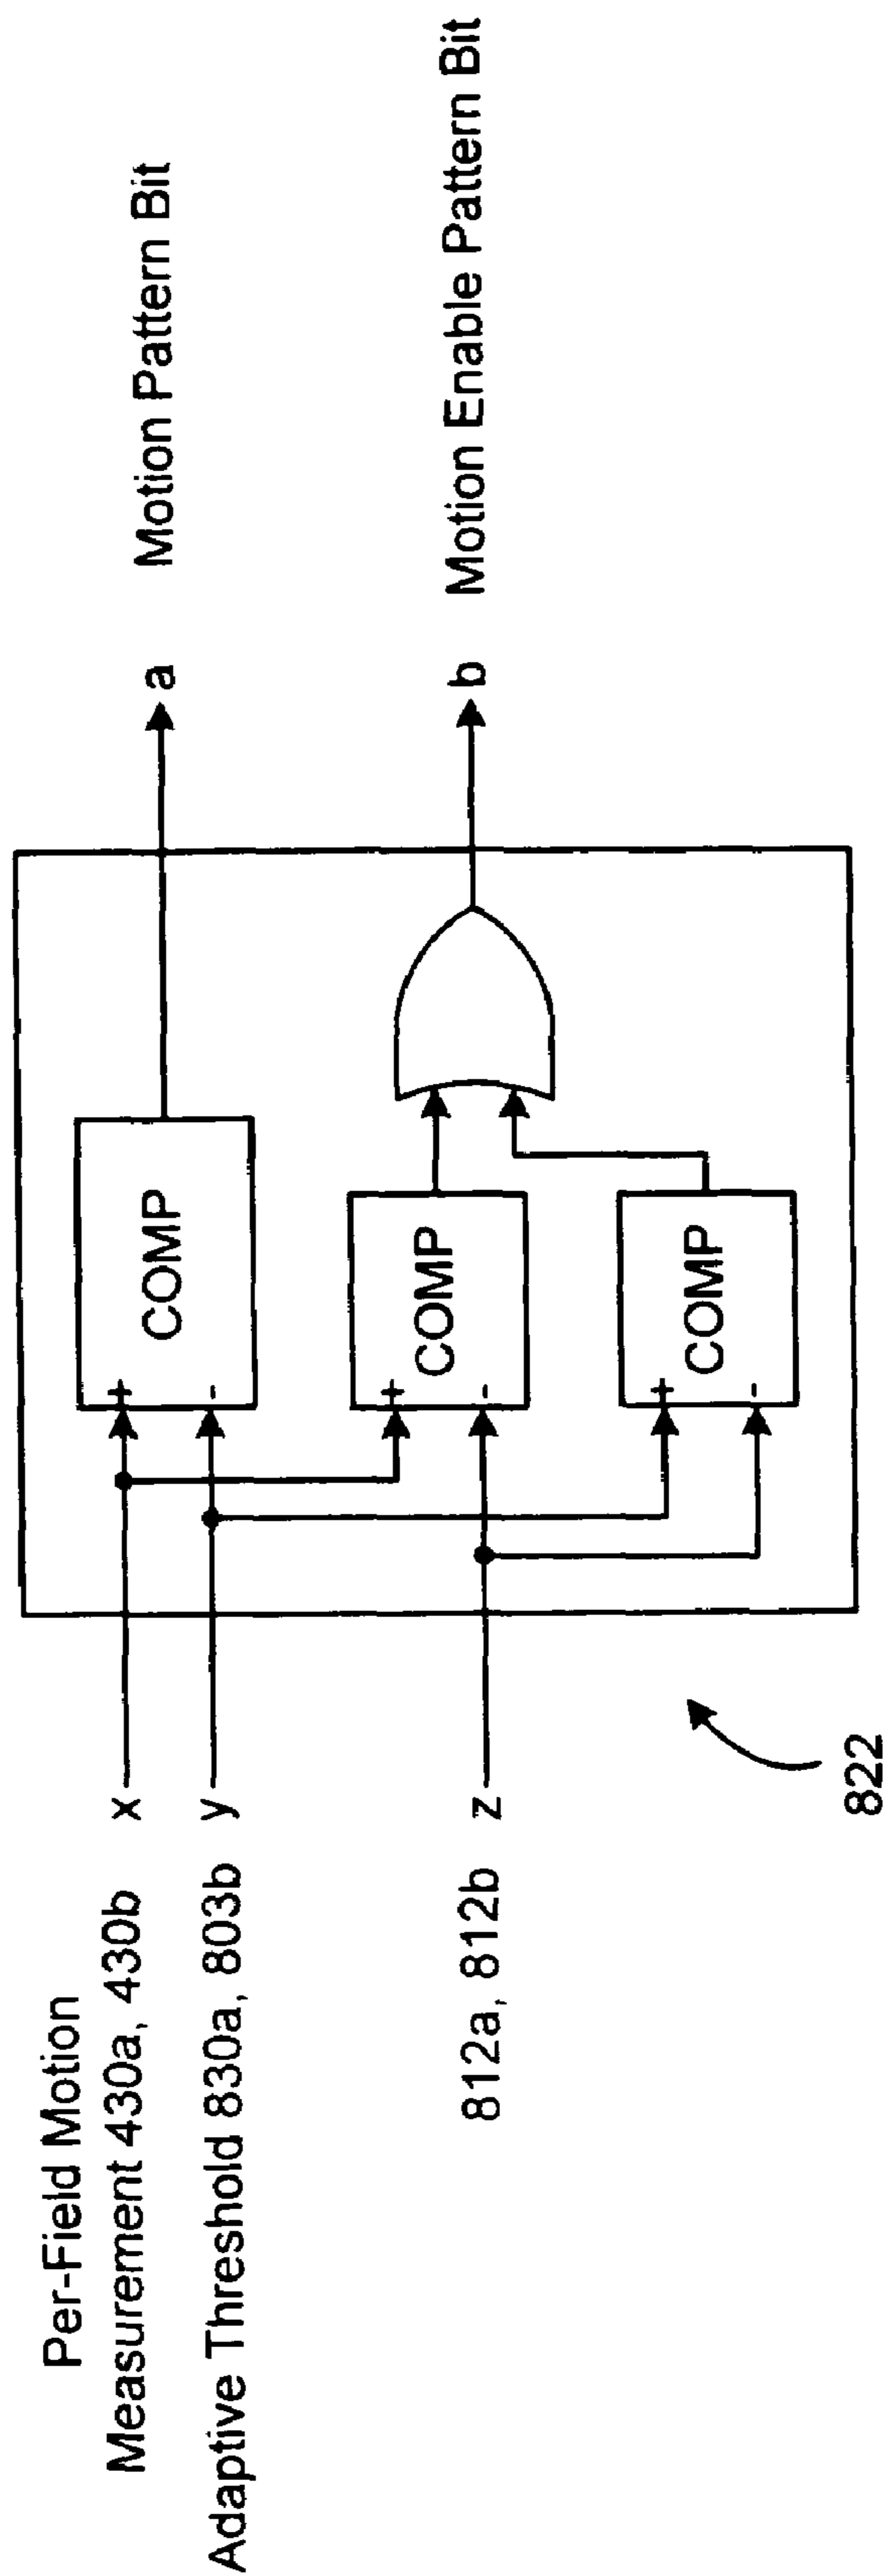 Per-Field Motion
Measurement 430a, 430b
x
Adaptive Threshold 830a, 803b
y
812a, 812b
z
822
+
-
COMP
+
-
COMP
+
-
COMP
a
Motion Pattern Bit
b
Motion Enable Pattern Bit